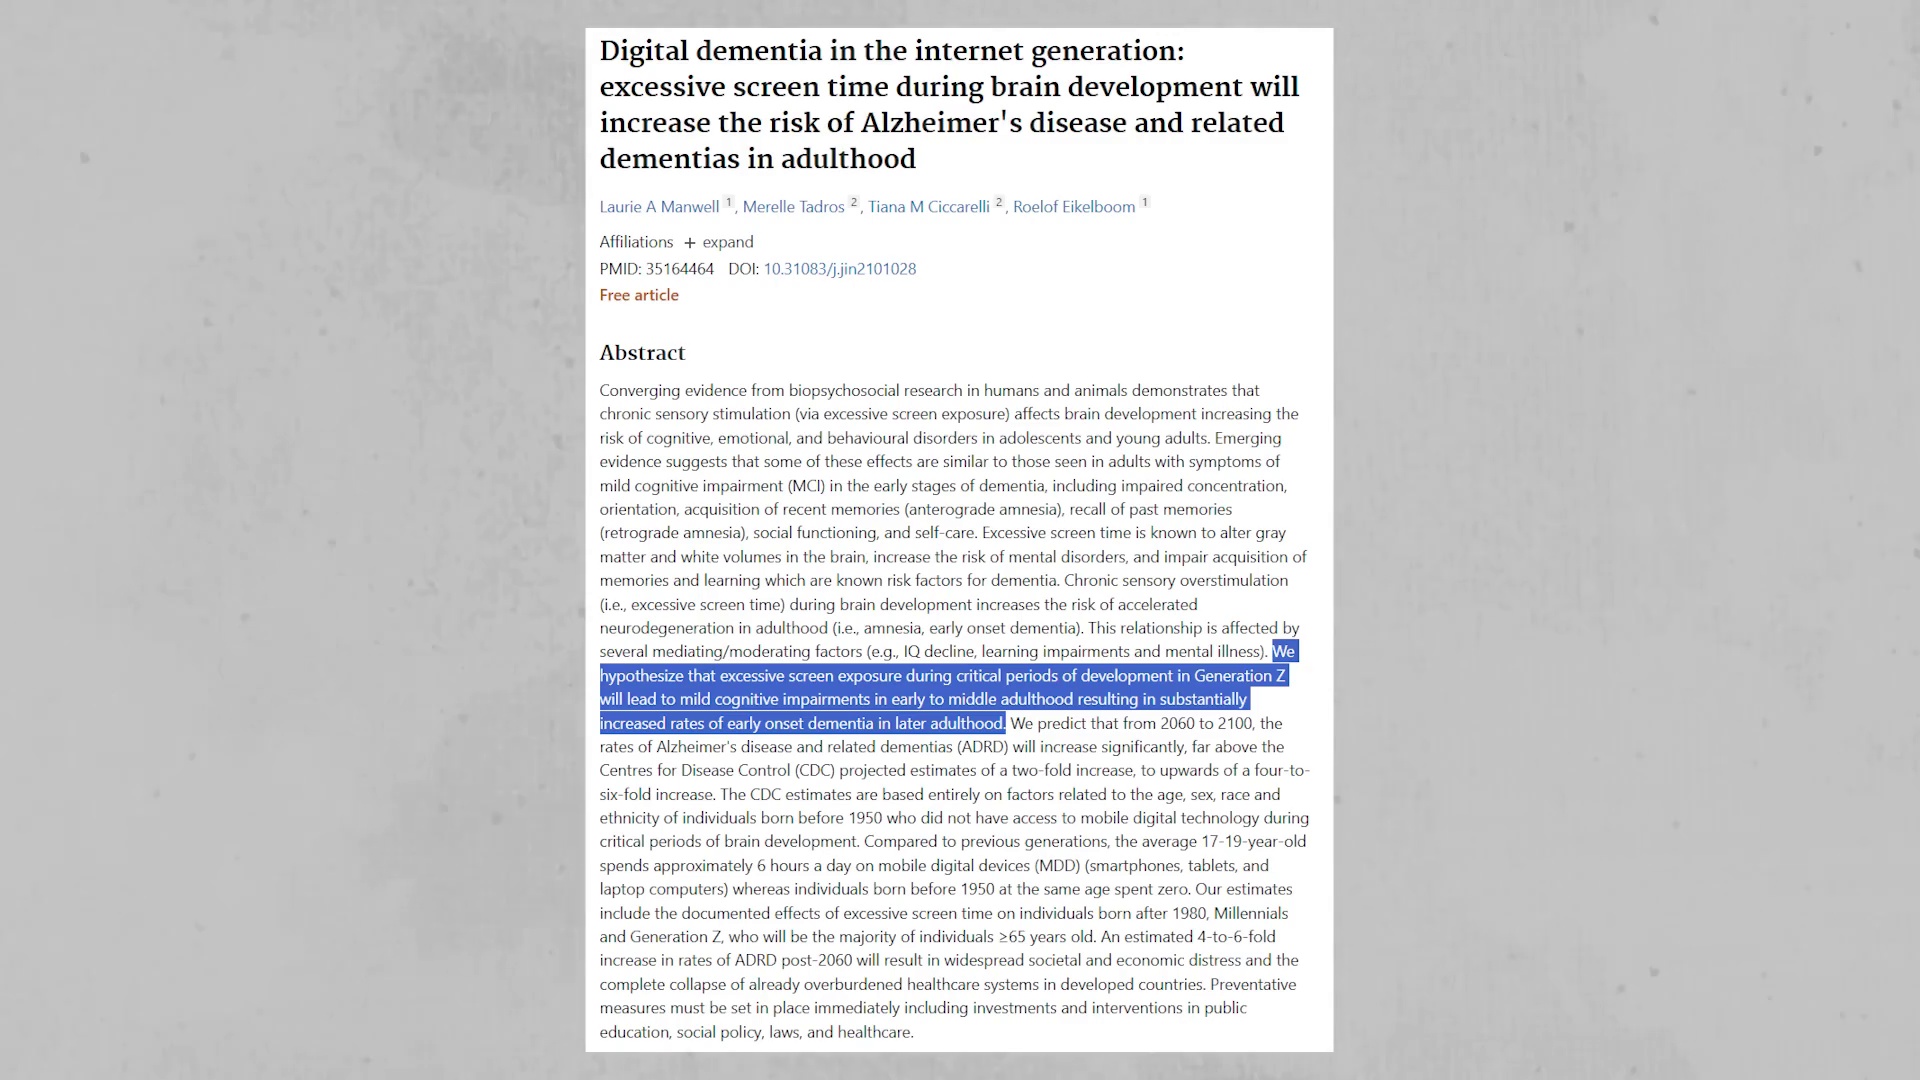 Digital dementia in the internet generation:
excessive screen time during brain development will
increase the risk of Alzheimer's disease and related
dementias in adulthood
Laurie A Manwell 1, Merelle Tadros 2, Tiana M Ciccarelli 2, Roelof Eikelboom 1
Affiliations + expand
PMID: 35164464 DOI: 10.31083/j.jin2101028
Free article
Abstract
Converging evidence from biopsychosocial research in humans and animals demonstrates that
chronic sensory stimulation (via excessive screen exposure) affects brain development increasing the
risk of cognitive, emotional, and behavioural disorders in adolescents and young adults. Emerging
evidence suggests that some of these effects are similar to those seen in adults with symptoms of
mild cognitive impairment (MCI) in the early stages of dementia, including impaired concentration,
orientation, acquisition of recent memories (anterograde amnesia), recall of past memories
(retrograde amnesia), social functioning, and self-care. Excessive screen time is known to alter gray
matter and white volumes in the brain, increase the risk of mental disorders, and impair acquisition of
memories and learning which are known risk factors for dementia. Chronic sensory overstimulation
(i.e., excessive screen time) during brain development increases the risk of accelerated
neurodegeneration in adulthood (i.e., amnesia, early onset dementia). This relationship is affected by
several mediating/moderating factors (e.g., IQ decline, learning impairments and mental illness). We
hypothesize that excessive screen exposure during critical periods of development in Generation Z
will lead to mild cognitive impairments in early to middle adulthood resulting in substantially
increased rates of early onset dementia in later adulthood. We predict that from 2060 to 2100, the
rates of Alzheimer's disease and related dementias (ADRD) will increase significantly, far above the
Centres for Disease Control (CDC) projected estimates of a two-fold increase, to upwards of a four-to-
six-fold increase. The CDC estimates are based entirely on factors related to the age, sex, race and
ethnicity of individuals born before 1950 who did not have access to mobile digital technology during
critical periods of brain development. Compared to previous generations, the average 17-19-year-old
spends approximately 6 hours a day on mobile digital devices (MDD) (smartphones, tablets, and
laptop computers) whereas individuals born before 1950 at the same age spent zero. Our estimates
include the documented effects of excessive screen time on individuals born after 1980, Millennials
and Generation Z, who will be the majority of individuals ≥65 years old. An estimated 4-to-6-fold
increase in rates of ADRD post-2060 will result in widespread societal and economic distress and the
complete collapse of already overburdened healthcare systems in developed countries. Preventative
measures must be set in place immediately including investments and interventions in public
education, social policy, laws, and healthcare.